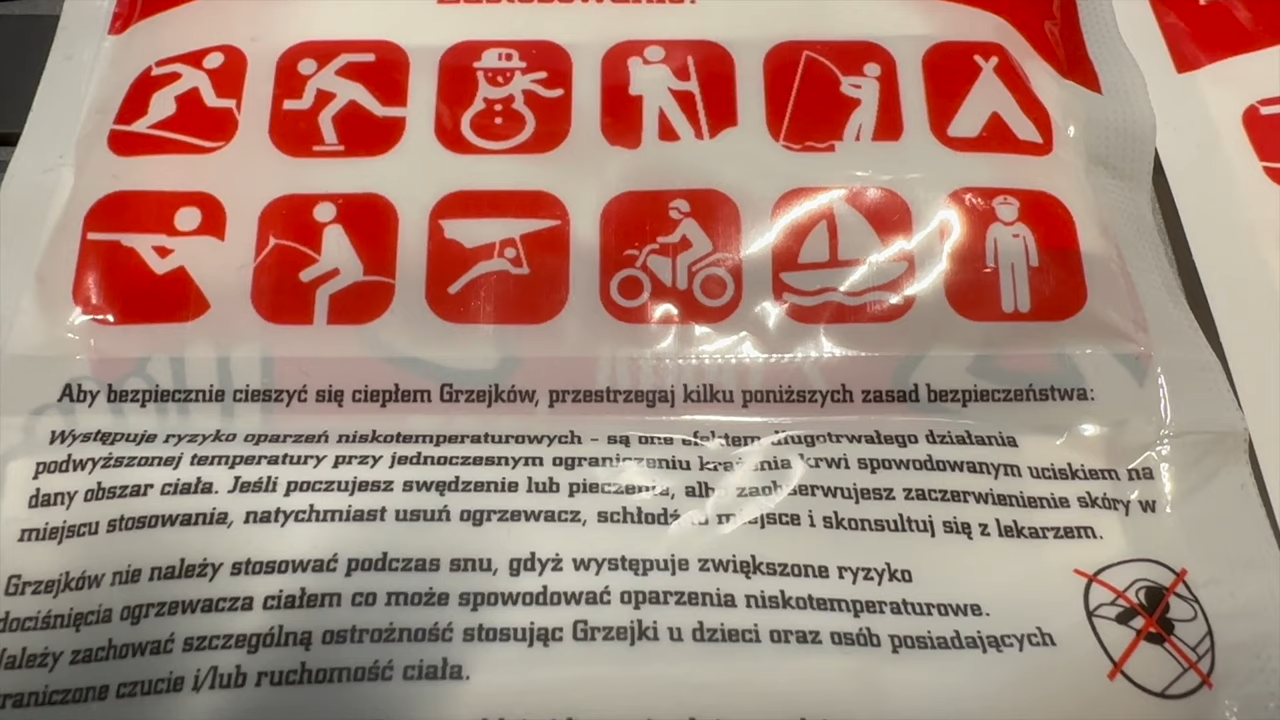 Zastosowanie:
Aby bezpiecznie cieszyć się ciepłem Grzejków, przestrzegaj kilku poniższych zasad bezpieczeństwa:
Występuje ryzyko oparzeń niskotemperaturowych - są one efektem długotrwałego działania
podwyższonej temperatury przy jednoczesnym ograniczeniu krążenia krwi spowodowanym uciskiem na
dany obszar ciała. Jeśli poczujesz swędzenie lub pieczenie, albo zaobserwujesz zaczerwienienie skóry w
miejscu stosowania, natychmiast usuń ogrzewacz, schłodź to miejsce i skonsultuj się z lekarzem.
Grzejków nie należy stosować podczas snu, gdyż występuje zwiększone ryzyko
dociśnięcia ogrzewacza ciałem co może spowodować oparzenia niskotemperaturowe.
Należy zachować szczególną ostrożność stosując Grzejki u dzieci oraz osób posiadających
raniczone czucie i/lub ruchomość ciała.